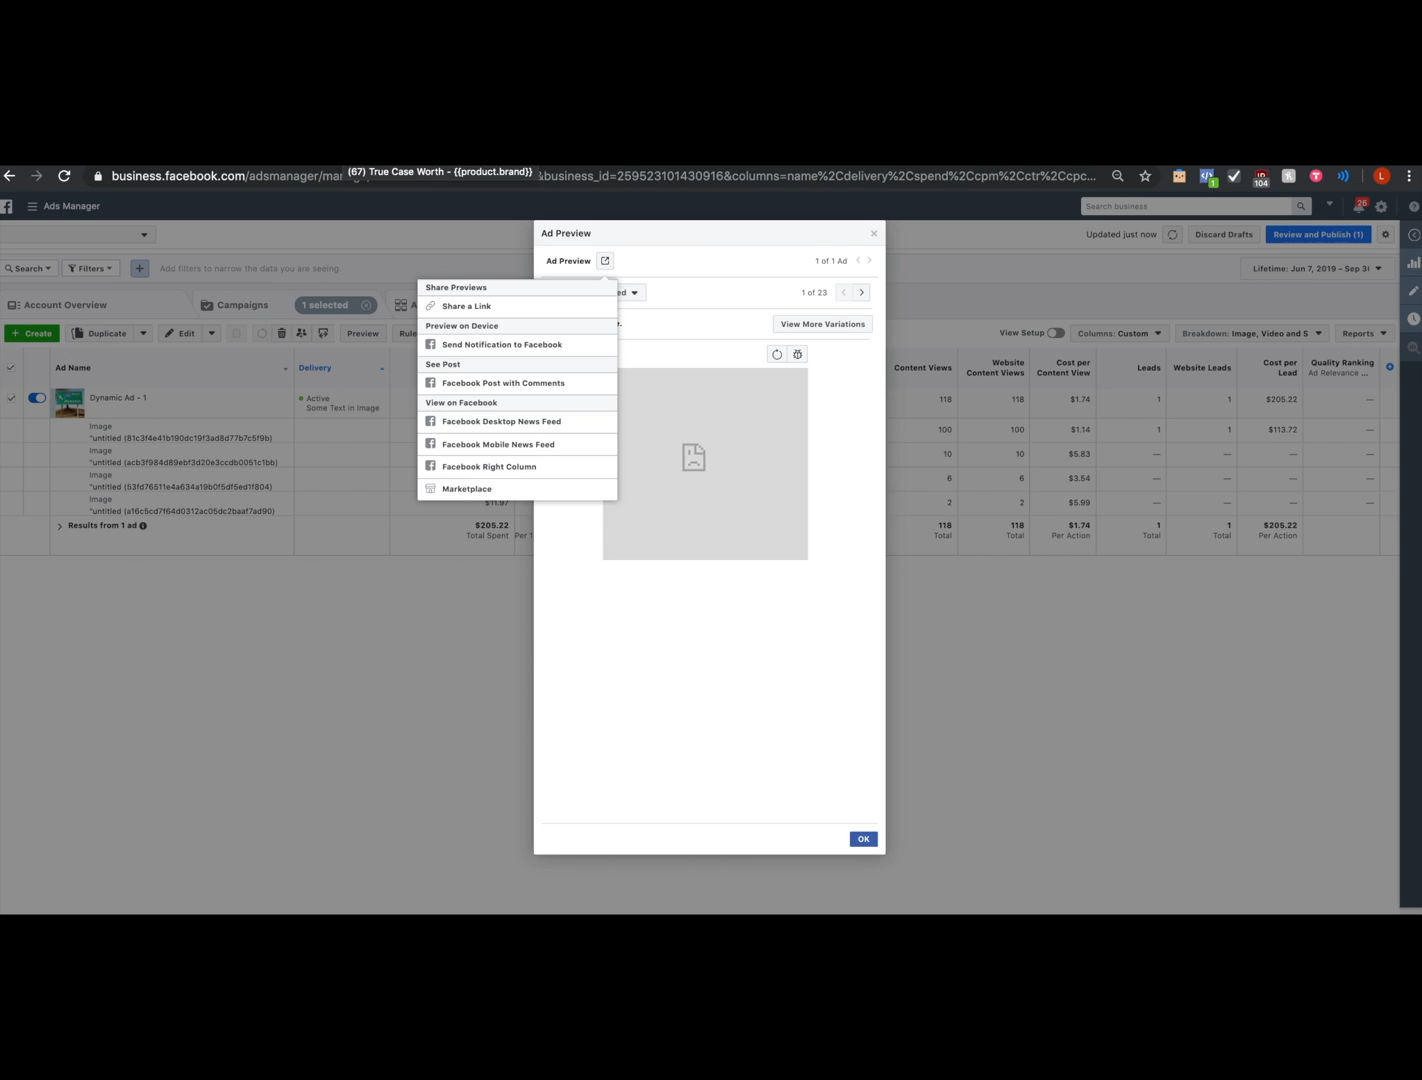 (67) True Case Worth - {{product.brand}}
business.facebook.com/adsmanager/mar
&business_id=259523101430916&columns=name%2Cdelivery%2Cspend%2Ccpm%2Cctr%2Ccpc...
1
104
L
Ads Manager
Search business
26
Ad Preview
Updated just now
Discard Drafts
Review and Publish (1)
Ad Preview
1 of 1 Ad
Search
Filters
Add filters to narrow the data you are seeing.
Lifetime: Jun 7, 2019 – Sep 3
Share Previews
Share a Link
Preview on Device
Send Notification to Facebook
See Post
Facebook Post with Comments
View on Facebook
Facebook Desktop News Feed
Facebook Mobile News Feed
Facebook Right Column
Marketplace
ed
1 of 23
View More Variations
OK
Account Overview
Campaigns
1 selected
A
+ Create
Duplicate
Edit
Preview
Rule
View Setup
Columns: Custom
Breakdown: Image, Video and S
Reports
Ad Name
Delivery
Content Views
Website Content Views
Cost per Content View
Leads
Website Leads
Cost per Lead
Quality Ranking
Ad Relevance ...
Dynamic Ad - 1
Active
Some Text in Image
118 118 $1.74 1 1 $205.22 —
Image
"untitled (81c3f4e41b190dc19f3ad8d77b7c5f9b)
100 100 $1.14 1 1 $113.72 —
Image
"untitled (acb3f984d89ebf3d20e3ccdb0051c1bb)
10 10 $5.83 — — — —
Image
"untitled (53fd76511e4a634a19b0f5df5ed1f804)
6 6 $3.54 — — — —
Image
"untitled (a16c5cd7f64d0312ac05dc2baaf7ad90)
$11.97
2 2 $5.99 — — — —
Results from 1 ad
$205.22
Total Spent
Per 1
118 118 $1.74 1 1 $205.22
Total Total Per Action Total Total Per Action